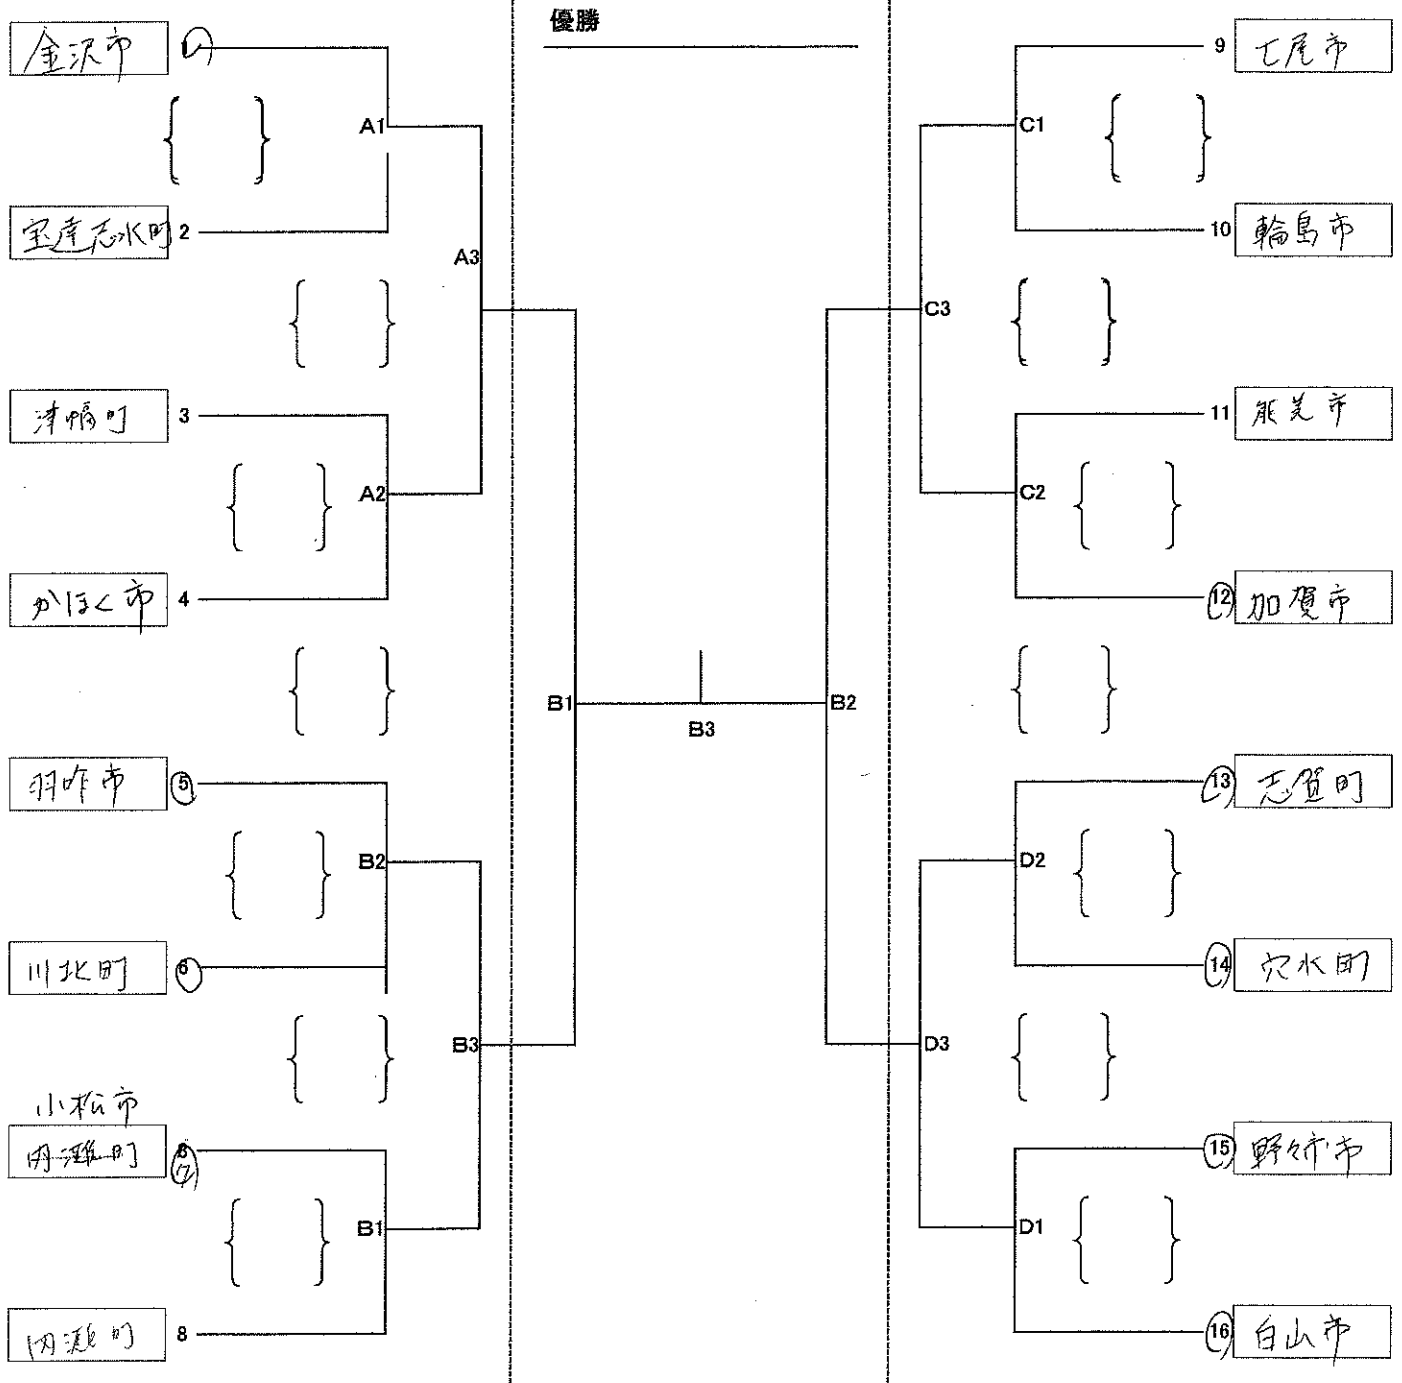 優勝
金沢市 1
A1
宝達志水町 2
A3
津幡町 3
A2
かほく市 4
B1
羽咋市 5
B2
川北町 6
B3
小松市
内灘町 7
B1
内灘町 8
B3
B2
9 七尾市
C1
10 輪島市
C3
11 能美市
C2
12 加賀市
13 志賀町
D2
14 穴水町
D3
15 野々市市
D1
16 白山市